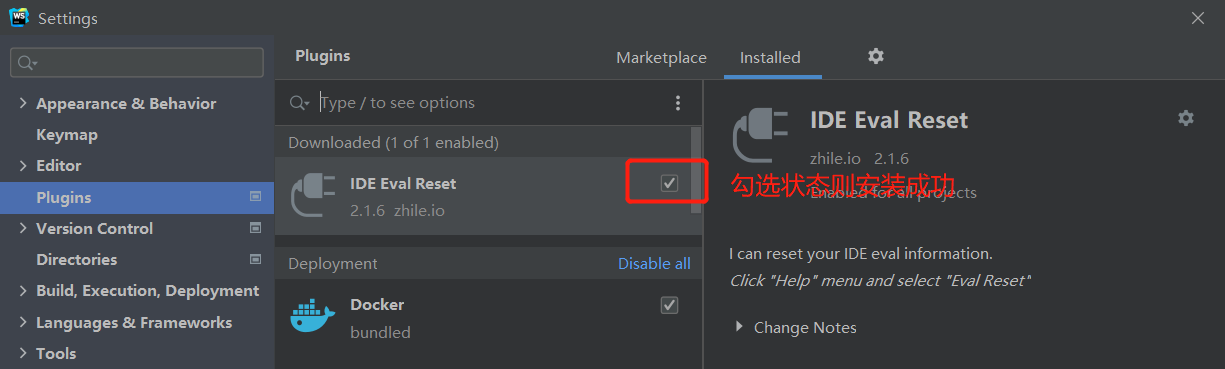 Settings
Appearance & Behavior
Keymap
Editor
Plugins
Version Control
Directories
Build, Execution, Deployment
Languages & Frameworks
Tools
Plugins
Marketplace
Installed
Type / to see options
Downloaded (1 of 1 enabled)
IDE Eval Reset
2.1.6 zhile.io
Deployment
Disable all
Docker
bundled
IDE Eval Reset
zhile.io 2.1.6
勾选状态则安装成功
Enabled for all projects
I can reset your IDE eval information.
Click "Help" menu and select "Eval Reset"
Change Notes